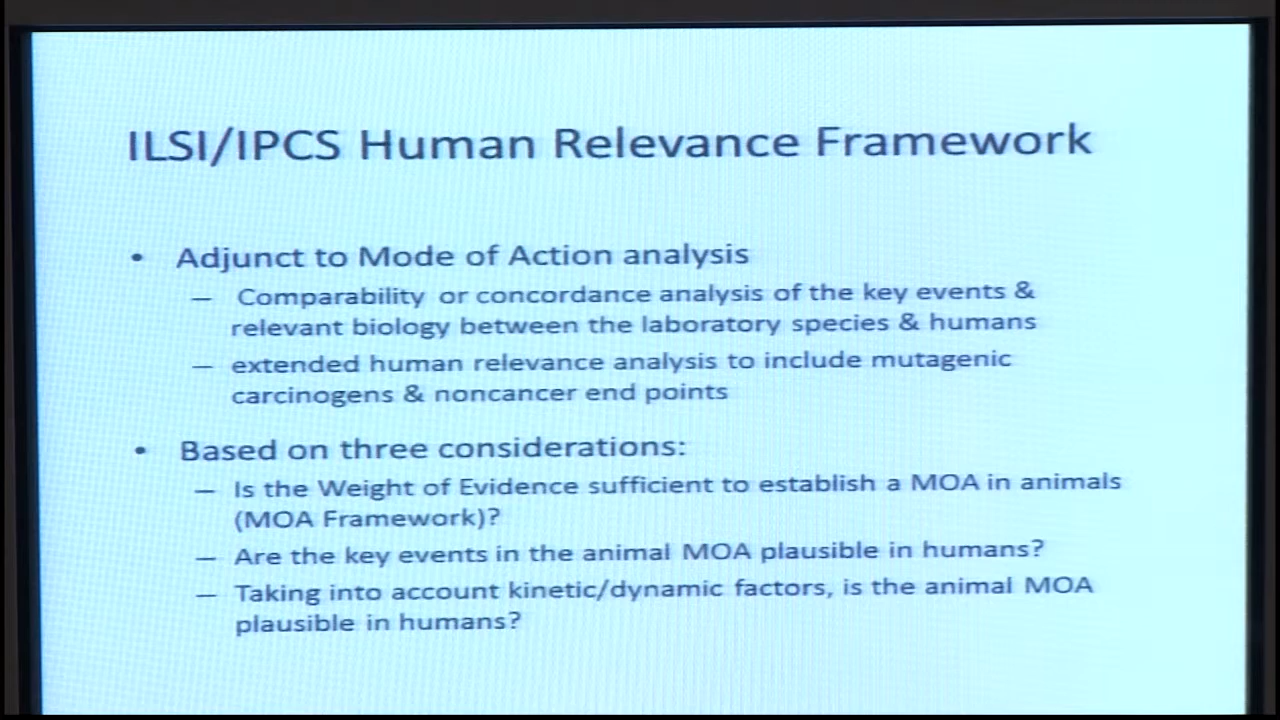 ILSI/IPCS Human Relevance Framework
• Adjunct to Mode of Action analysis
– Comparability or concordance analysis of the key events &
relevant biology between the laboratory species & humans
– extended human relevance analysis to include mutagenic
carcinogens & noncancer end points
• Based on three considerations:
– Is the Weight of Evidence sufficient to establish a MOA in animals
(MOA Framework)?
– Are the key events in the animal MOA plausible in humans?
– Taking into account kinetic/dynamic factors, is the animal MOA
plausible in humans?